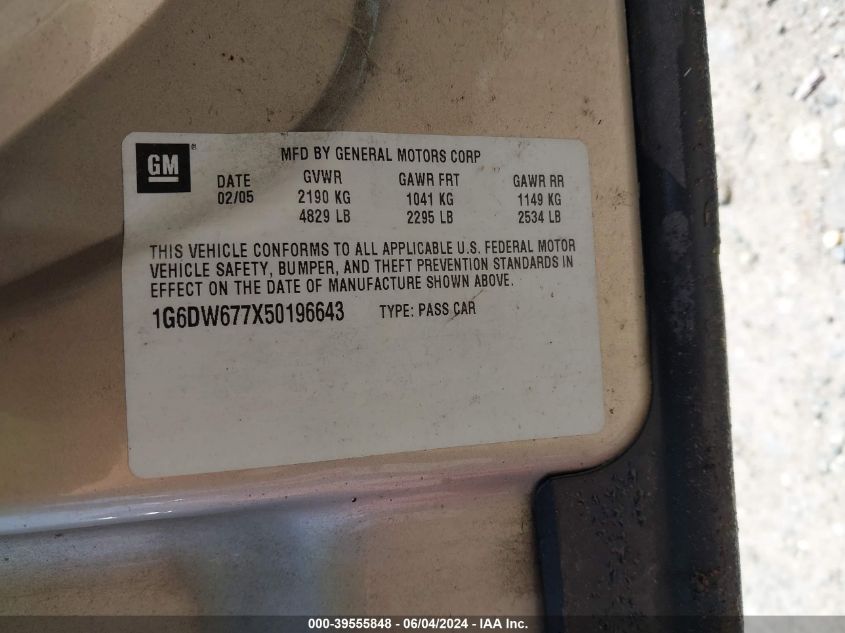 GM ®
MFD BY GENERAL MOTORS CORP
DATE GVWR GAWR FRT GAWR RR
02/05 2190 KG 1041 KG 1149 KG
4829 LB 2295 LB 2534 LB
THIS VEHICLE CONFORMS TO ALL APPLICABLE U.S. FEDERAL MOTOR
VEHICLE SAFETY, BUMPER, AND THEFT PREVENTION STANDARDS IN
EFFECT ON THE DATE OF MANUFACTURE SHOWN ABOVE.
1G6DW677X50196643 TYPE: PASS CAR
000-39555848 - 06/04/2024 - IAA Inc.